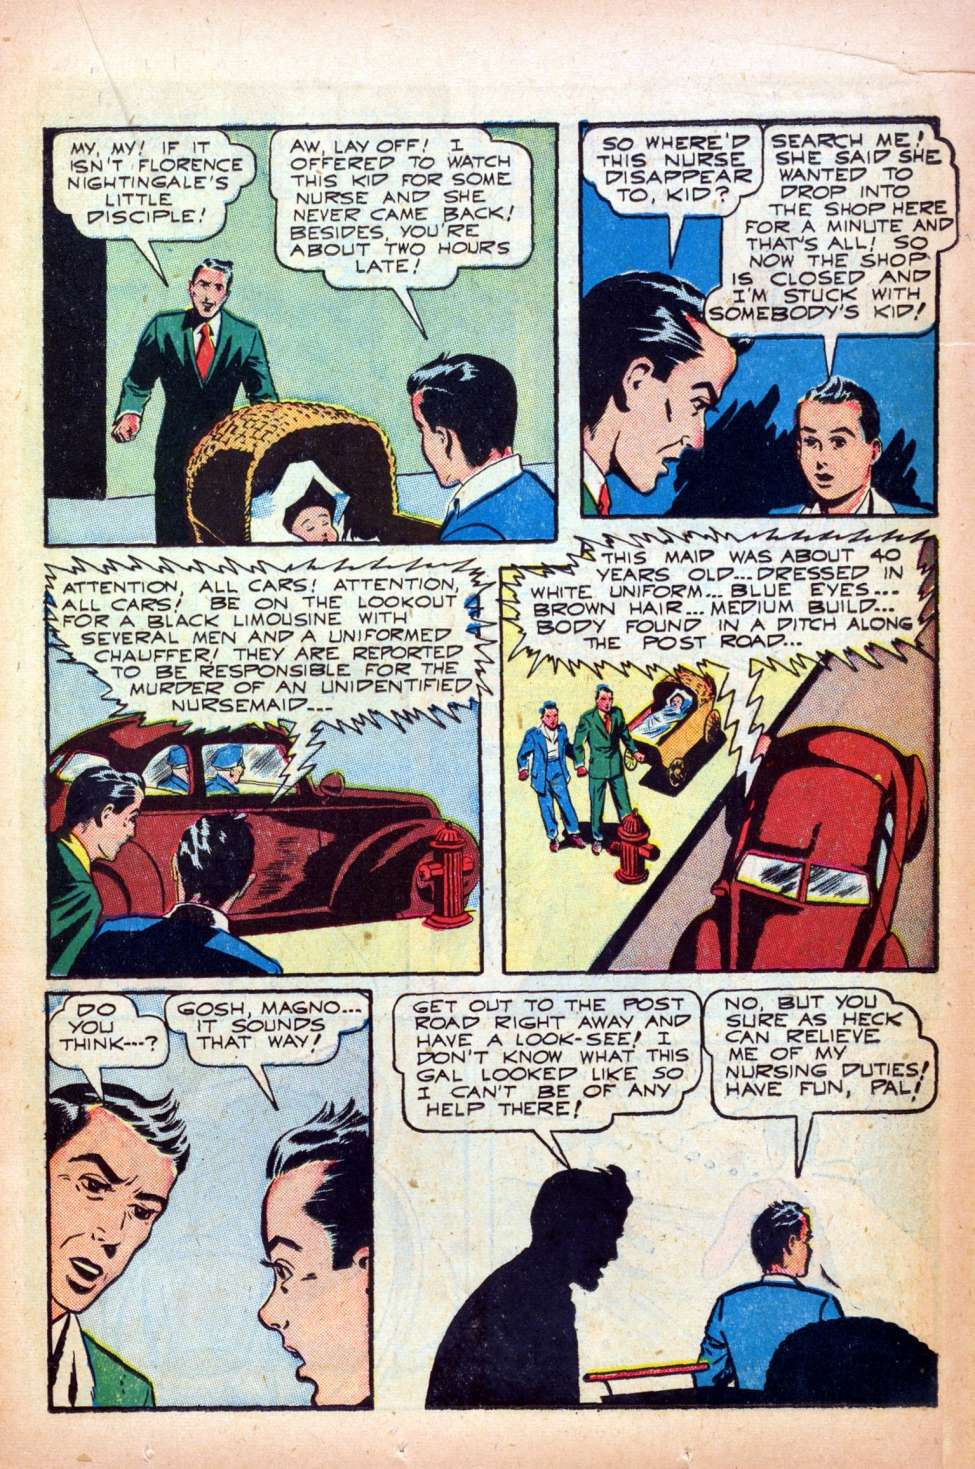 MY, MY! IF IT
ISN'T FLORENCE
NIGHTINGALE'S
LITTLE
DISCIPLE!
AW, LAY OFF! I
OFFERED TO WATCH
THIS KID FOR SOME
NURSE AND SHE
NEVER CAME BACK!
BESIDES, YOU'RE
ABOUT TWO HOURS
LATE!
SO WHERE'D
THIS NURSE
DISAPPEAR
TO, KID?
SEARCH ME!
SHE SAID SHE
WANTED TO
DROP INTO
THE SHOP HERE
FOR A MINUTE AND
THAT'S ALL! SO
NOW THE SHOP
IS CLOSED AND
I'M STUCK WITH
SOMEBODY'S KID!
ATTENTION, ALL CARS! ATTENTION,
ALL CARS! BE ON THE LOOKOUT
FOR A BLACK LIMOUSINE WITH
SEVERAL MEN AND A UNIFORMED
CHAUFFER! THEY ARE REPORTED
TO BE RESPONSIBLE FOR THE
MURDER OF AN UNIDENTIFIED
NURSEMAID---
THIS MAID WAS ABOUT 40
YEARS OLD... DRESSED IN
WHITE UNIFORM... BLUE EYES...
BROWN HAIR... MEDIUM BUILD...
BODY FOUND IN A DITCH ALONG
THE POST ROAD...
DO
YOU
THINK---?
GOSH, MAGNO...
IT SOUNDS
THAT WAY!
GET OUT TO THE POST
ROAD RIGHT AWAY AND
HAVE A LOOK-SEE! I
DON'T KNOW WHAT THIS
GAL LOOKED LIKE SO
I CAN'T BE OF ANY
HELP THERE!
NO, BUT YOU
SURE AS HECK
CAN RELIEVE
ME OF MY
NURSING DUTIES!
HAVE FUN, PAL!